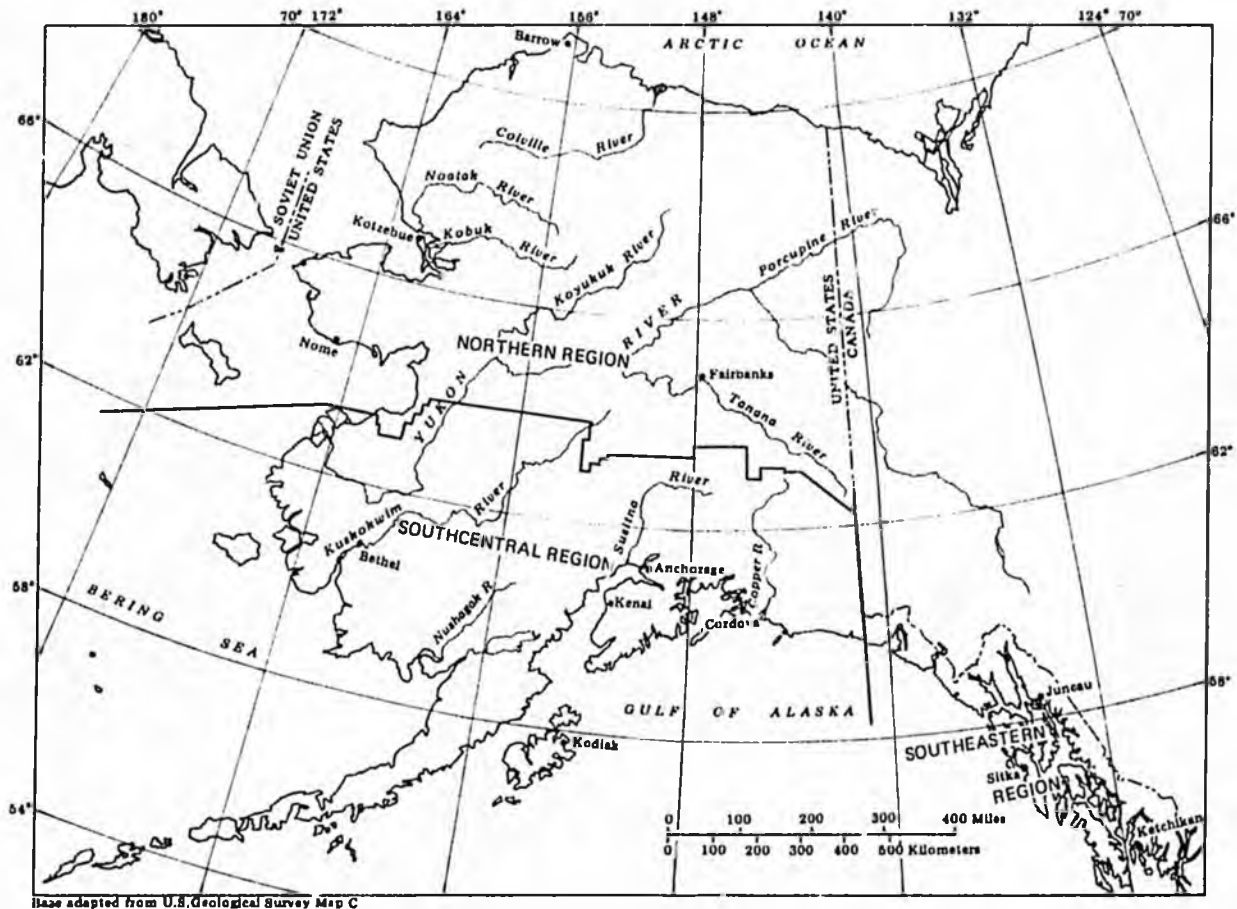 180° 70° 172° 164° 156° 148° 140° 132° 124° 70°
Barrow
ARCTIC OCEAN
66°
SOVIET UNION
UNITED STATES
Colville River
Noatak River
Kotzebue
Kobuk River
Koyukuk River
Porcupine River
66°
UNITED STATES
CANADA
Nome
NORTHERN REGION
YUKON RIVER
Fairbanks
Tanana River
62°
62°
Kuskokwim River
Bethel
SOUTHCENTRAL REGION
Susitna River
Anchorage
Kenai
Copper R
Cordova
Nushagak R
58°
BERING SEA
58°
Juneau
GULF OF ALASKA
SOUTHEASTERN REGION
Sitka
Kodiak
Ketchikan
54°
0 100 200 300 400 Miles
0 100 200 300 400 500 Kilometers
Base adapted from U.S.Geological Survey Map C